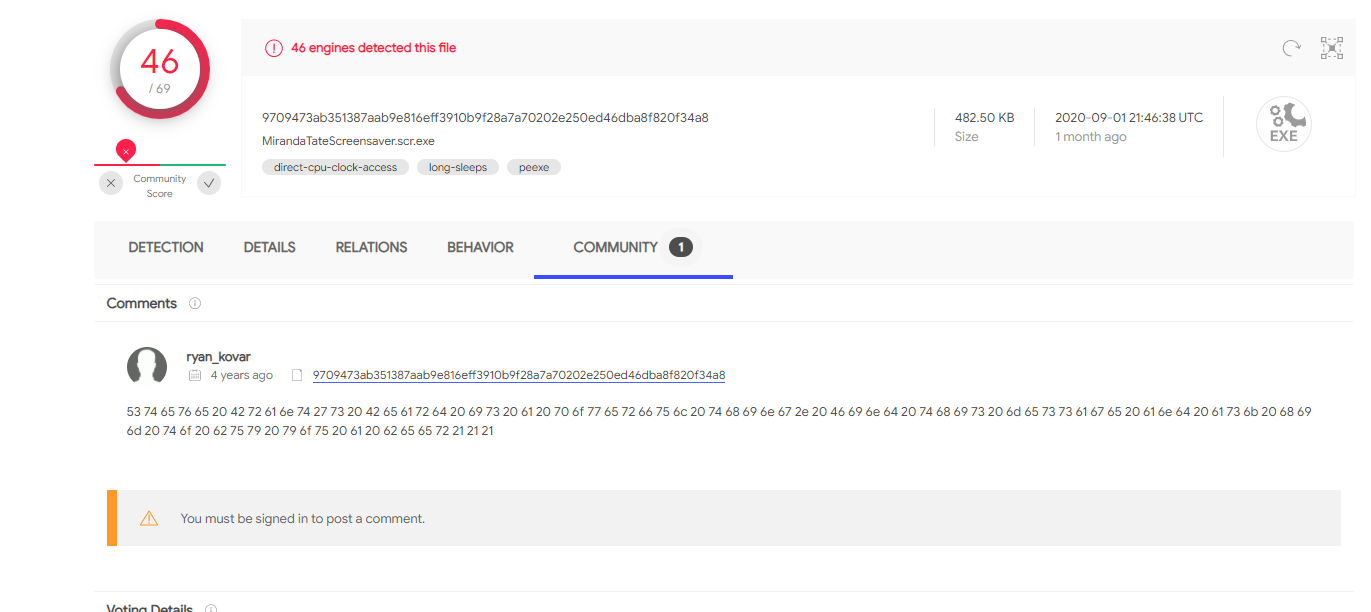 46
/ 69
Community
Score
46 engines detected this file
9709473ab351387aab9e816eff3910b9f28a7a70202e250ed46dba8f820f34a8
MirandaTateScreensaver.scr.exe
direct-cpu-clock-access long-sleeps peexe
482.50 KB
Size
2020-09-01 21:46:38 UTC
1 month ago
EXE
DETECTION DETAILS RELATIONS BEHAVIOR COMMUNITY 1
Comments
ryan_kovar
4 years ago 9709473ab351387aab9e816eff3910b9f28a7a70202e250ed46dba8f820f34a8
53 74 65 76 65 20 42 72 61 6e 74 27 73 20 42 65 61 72 64 20 69 73 20 61 20 70 6f 77 65 72 66 75 6c 20 74 68 69 6e 67 2e 20 46 69 6e 64 20 74 68 69 73 20 6d 65 73 73 61 67 65 20 61 6e 64 20 61 73 6b 20 68 69
6d 20 74 6f 20 62 75 79 20 79 6f 75 20 61 20 62 65 65 72 21 21 21
You must be signed in to post a comment.
Voting Details